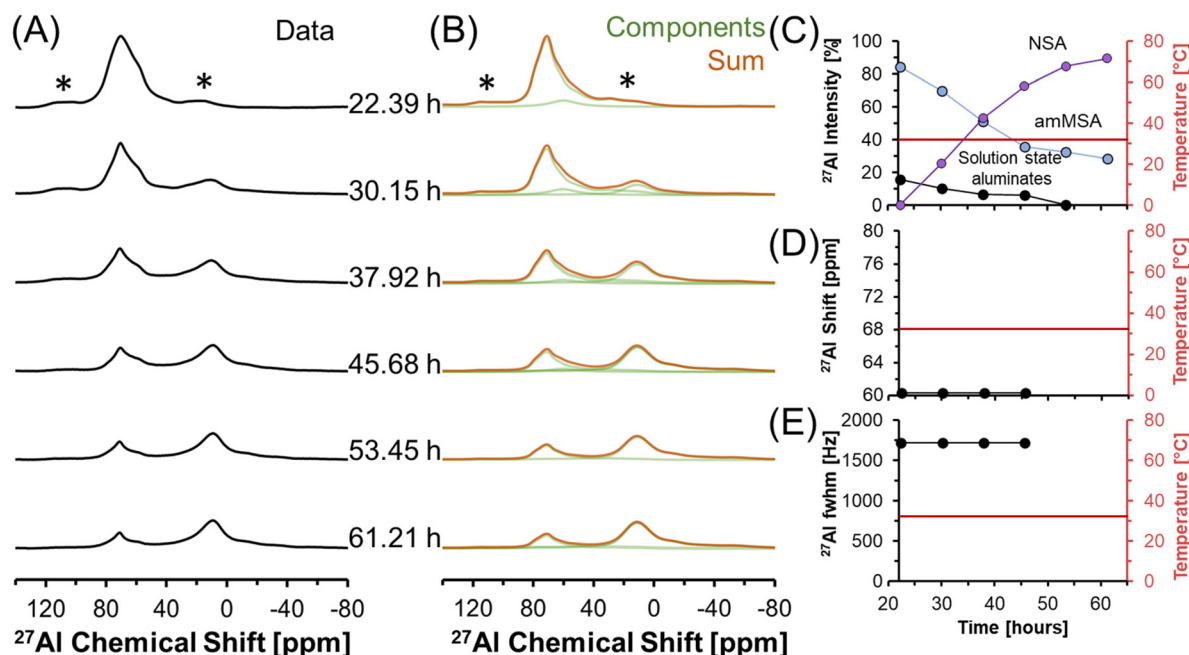 (A)
Data
*
*
22.39 h
30.15 h
37.92 h
45.68 h
53.45 h
61.21 h
120 80 40 0 -40 -80
27Al Chemical Shift [ppm]
(B)
Components
Sum
*
*
120 80 40 0 -40 -80
27Al Chemical Shift [ppm]
(C)
NSA
amMSA
Solution state
aluminates
100
80
60
40
20
0
27Al Intensity [%]
80
60
40
20
0
Temperature [°C]
(D)
80
76
72
68
64
60
27Al Shift [ppm]
80
60
40
20
0
Temperature [°C]
(E)
2000
1500
1000
500
0
27Al fwhm [Hz]
80
60
40
20
0
Temperature [°C]
20 30 40 50 60
Time [hours]